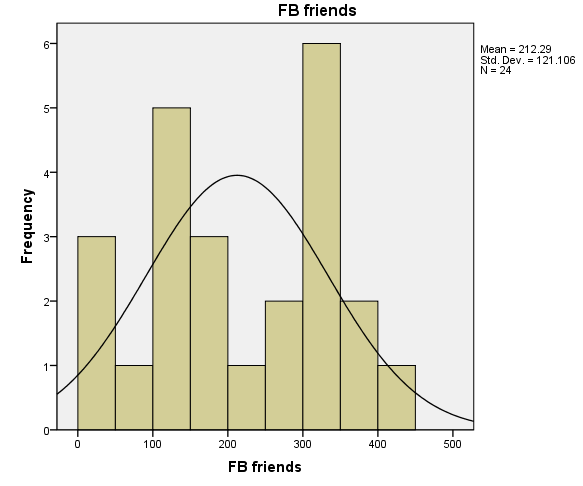 FB friends
Mean = 212.29
Std. Dev. = 121.106
N = 24
Frequency
6
5
4
3
2
1
0
0 100 200 300 400 500
FB friends